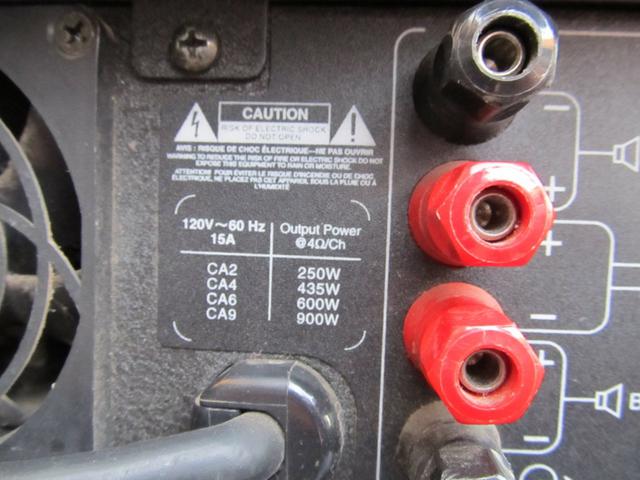 CAUTION
RISK OF ELECTRIC SHOCK
DO NOT OPEN
AVIS : RISQUE DE CHOC ÉLECTRIQUE—NE PAS OUVRIR
WARNING: TO REDUCE THE RISK OF FIRE OR ELECTRIC SHOCK DO NOT
EXPOSE THIS EQUIPMENT TO RAIN OR MOISTURE.
ATTENTION: POUR ÉVITER LE RISQUE D'INCENDIE OU DE CHOC
ÉLECTRIQUE, NE PLACEZ PAS CET APPAREIL SOUS LA PLUIE OU À
L'HUMIDITÉ
120V~60 Hz
15A
Output Power
@4Ω/Ch
CA2 250W
CA4 435W
CA6 600W
CA9 900W
−
+
+
−
+
−
B